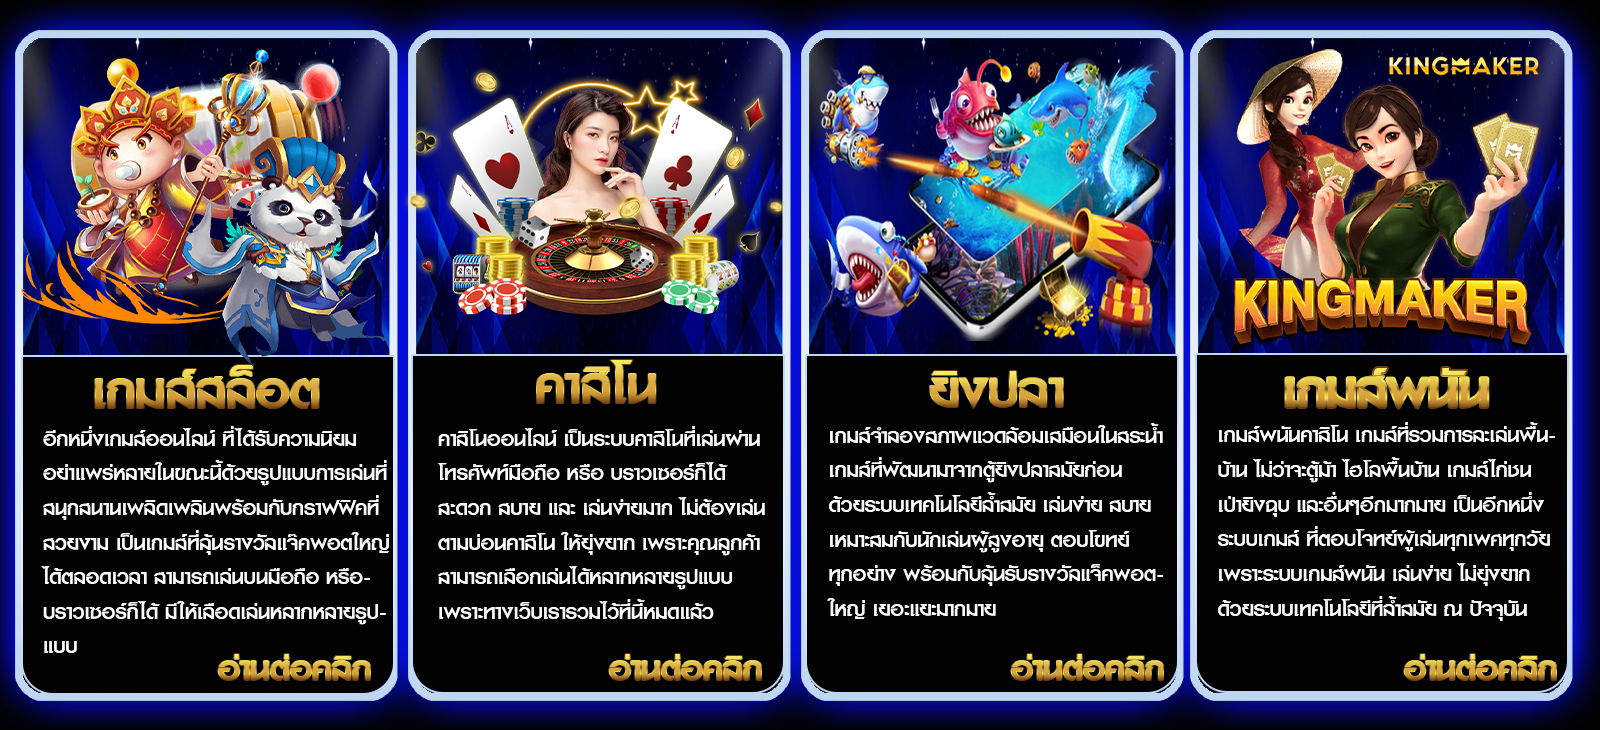 เกมส์สล็อต
อีกหนึ่งเกมส์ออนไลน์ ที่ได้รับความนิยม
อย่าแพร่หลายในขณะนี้ด้วยรูปแบบการเล่นที่
สนุกสนานเพลิดเพลินพร้อมกับกราฟฟิคที่
สวยงาม เป็นเกมส์ที่ลุ้นรางวัลแจ๊คพอตใหญ่
ได้ตลอดเวลา สามารถเล่นบนมือถือ หรือ-
บราวเซอร์ก็ได้ มีให้เลือดเล่นหลากหลายรูป-
แบบ
อ่านต่อคลิก
คาสิโน
คาสิโนออนไลน์ เป็นระบบคาสิโนที่เล่นผ่าน
โทรศัพท์มือถือ หรือ บราวเซอร์ก็ได้
สะดวก สบาย และ เล่นง่ายมาก ไม่ต้องเล่น
ตามบ่อนคาสิโน ให้ยุ่งยาก เพราะคุณลูกค้า
สามารถเลือกเล่นได้หลากหลายรูปแบบ
เพราะทางเว็บเรารวมไว้ที่นี้หมดแล้ว
อ่านต่อคลิก
ยิงปลา
เกมส์จำลองสภาพแวดล้อมเสมือนในสระน้ำ
เกมส์ที่พัฒนามาจากตู้ยิงปลาสมัยก่อน
ด้วยระบบเทคโนโลยีล้ำสมัย เล่นง่าย สบาย
เหมาะสมกับนักเล่นผู้สูงอายุ ตอบโยทย์
ทุกอย่าง พร้อมกับลุ้นรับรางวัลแจ็คพอต-
ใหญ่ เยอะแยะมากมาย
อ่านต่อคลิก
KINGMAKER
KINGMAKER
เกมส์พนัน
เกมส์พนันคาสิโน เกมส์ที่รวมการละเล่นพื้น-
บ้าน ไม่ว่าจะตู้ม้า ไฮโลพื้นบ้าน เกมส์ไก่ชน
เป่ายิงฉุบ และอื่นๆอีกมากมาย เป็นอีกหนึ่ง
ระบบเกมส์ ที่ตอบโจทย์ผู้เล่นทุกเพศทุกวัย
เพราะระบบเกมส์พนัน เล่นง่าย ไม่ยุ่งยาก
ด้วยระบบเทคโนโลยีที่ล้ำสมัย ณ ปัจจุบัน
อ่านต่อคลิก